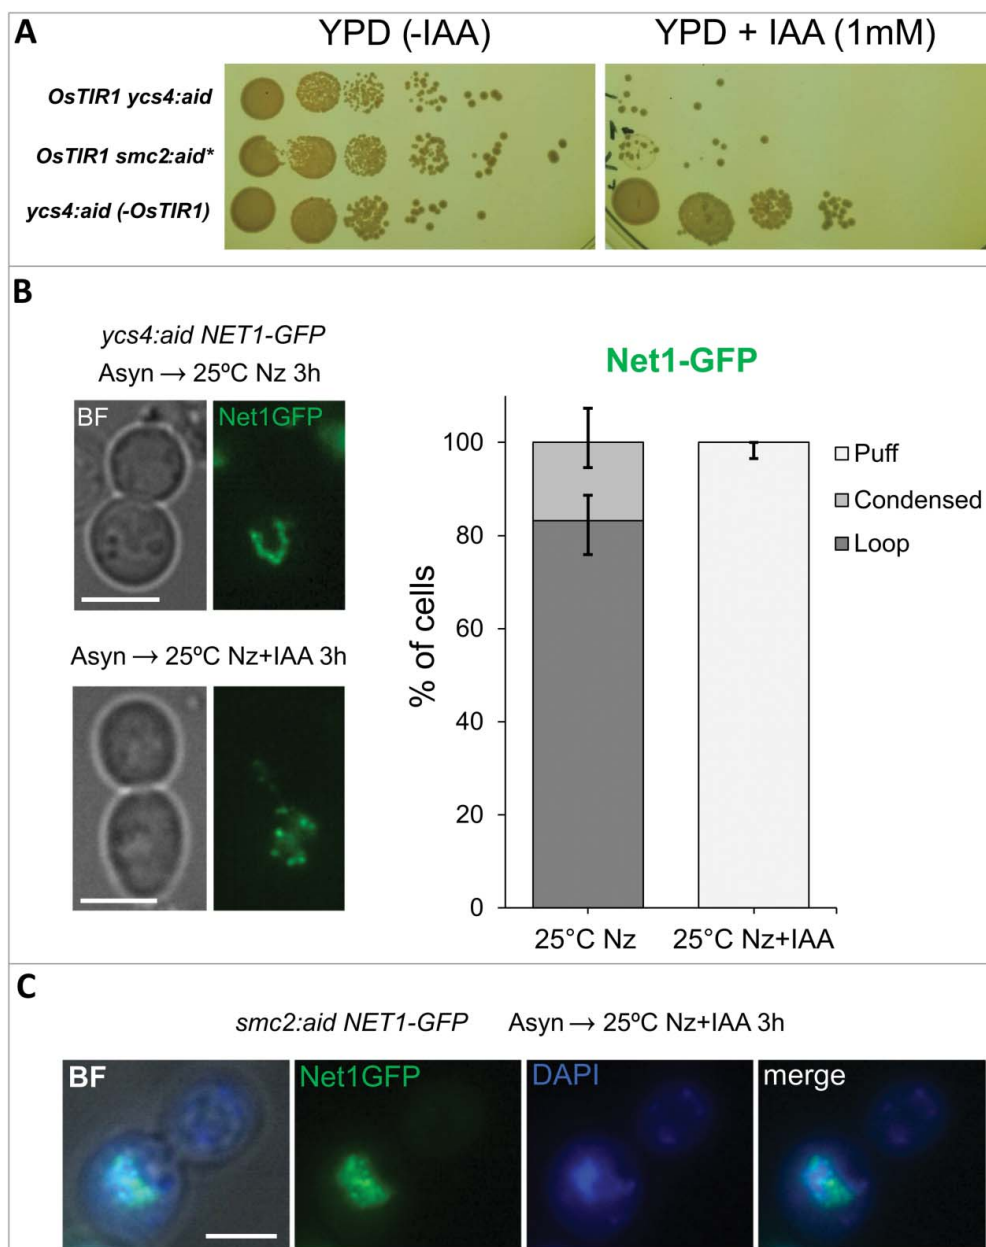 A
YPD (-IAA)
YPD + IAA (1mM)
OsTIR1 ycs4:aid
OsTIR1 smc2:aid*
ycs4:aid (-OsTIR1)
B
ycs4:aid NET1-GFP
Asyn → 25ºC Nz 3h
BF
Net1GFP
Asyn → 25ºC Nz+IAA 3h
Net1-GFP
% of cells
100
80
60
40
20
0
25°C Nz
25°C Nz+IAA
Puff
Condensed
Loop
C
smc2:aid NET1-GFP Asyn → 25ºC Nz+IAA 3h
BF
Net1GFP
DAPI
merge